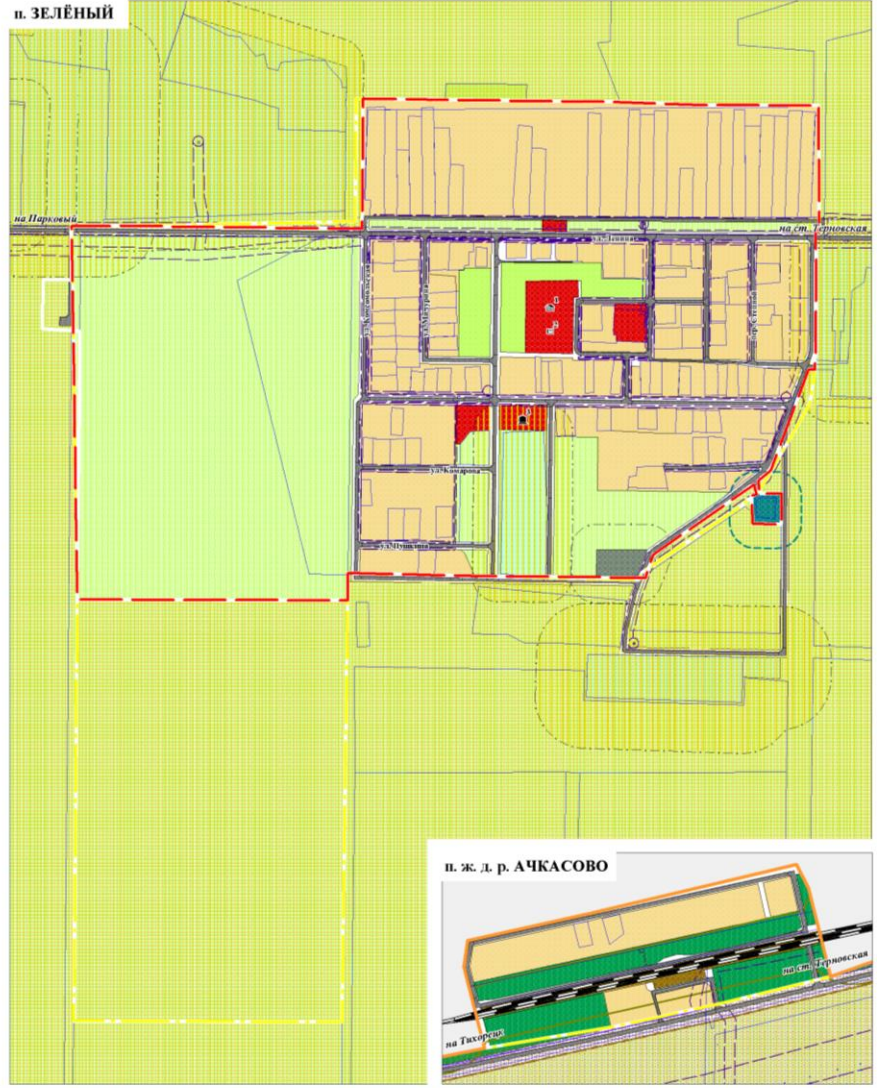 п. ЗЕЛЁНЫЙ
на Парковый
на ст. Терновская
ул. Комарова
ул. Пушкина
п. ж. д. р. АЧКАСОВО
на ст. Терновская
на Тихорецк